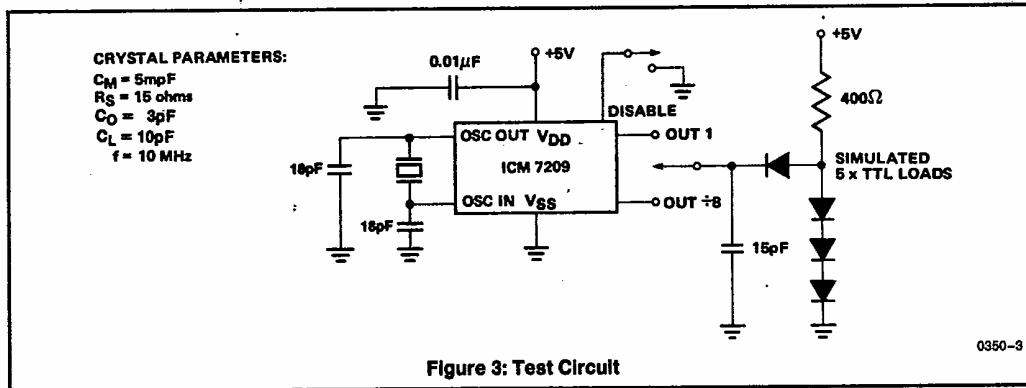 CRYSTAL PARAMETERS:
CM = 5mpF
RS = 15 ohms
CO = 3pF
CL = 10pF
f = 10 MHz
0.01μF
+5V
+5V
400Ω
DISABLE
OSC OUT VDD
OUT 1
ICM 7209
18pF
SIMULATED
5 x TTL LOADS
OSC IN VSS
OUT ÷8
18pF
15pF
0350-3
Figure 3: Test Circuit